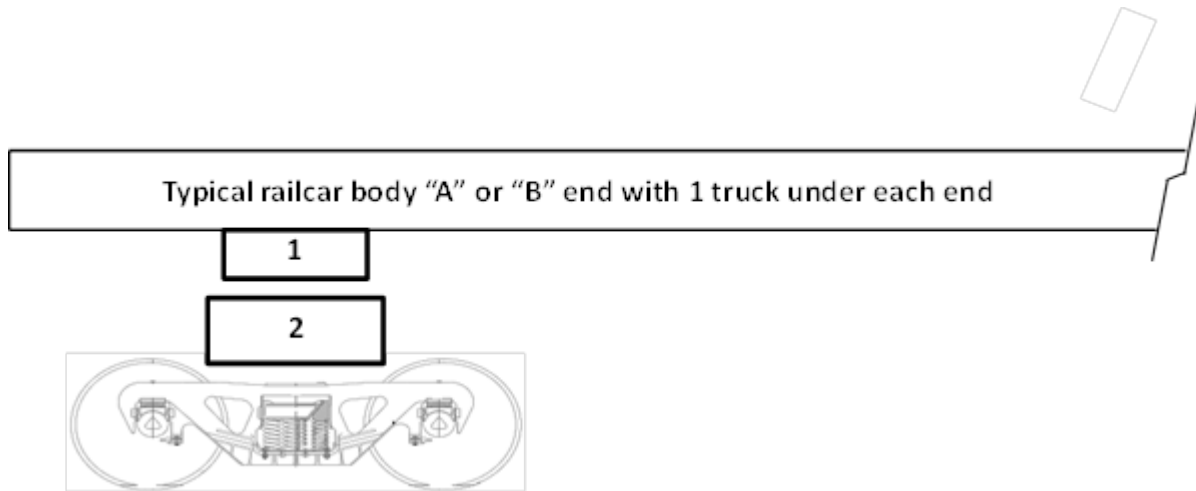 Typical railcar body “A” or “B” end with 1 truck under each end
1
2